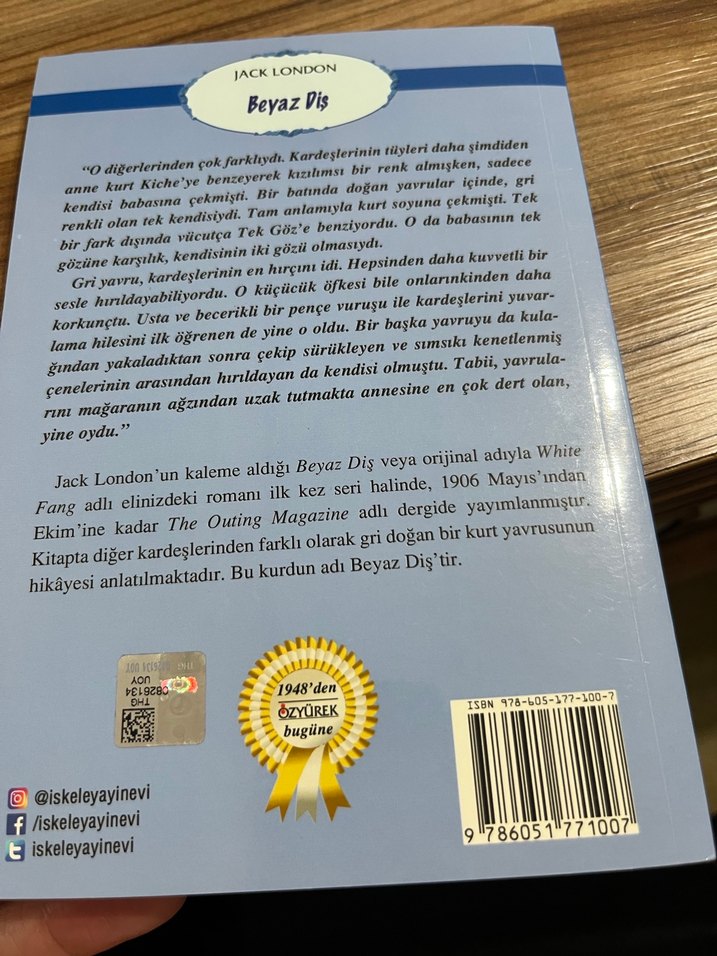 JACK LONDON
Beyaz Diş
“O diğerlerinden çok farklıydı. Kardeşlerinin tüyleri daha şimdiden
anne kurt Kiche’ye benzeyerek kızılımsı bir renk almışken, sadece
kendisi babasına çekmişti. Bir batında doğan yavrular içinde, gri
renkli olan tek kendisiydi. Tam anlamıyla kurt soyuna çekmişti. Tek
bir fark dışında vücutça Tek Göz’e benziyordu. O da babasının tek
gözüne karşılık, kendisinin iki gözü olmasıydı.
Gri yavru, kardeşlerinin en hırçını idi. Hepsinden daha kuvvetli bir
sesle hırıldayabiliyordu. O küçücük öfkesi bile onlarınkinden daha
korkunçtu. Usta ve becerikli bir pençe vuruşu ile kardeşlerini yuvar-
lama hilesini ilk öğrenen de yine o oldu. Bir başka yavruyu da kula-
ğından yakaladıktan sonra çekip sürükleyen ve sımsıkı kenetlenmiş
çenelerinin arasından hırıldayan da kendisi olmuştu. Tabii, yavrula-
rını mağaranın ağzından uzak tutmakta annesine en çok dert olan,
yine oydu.”
Jack London’un kaleme aldığı Beyaz Diş veya orijinal adıyla White
Fang adlı elinizdeki romanı ilk kez seri halinde, 1906 Mayıs’ından
Ekim’ine kadar The Outing Magazine adlı dergide yayımlanmıştır.
Kitapta diğer kardeşlerinden farklı olarak gri doğan bir kurt yavrusunun
hikâyesi anlatılmaktadır. Bu kurdun adı Beyaz Diş’tir.
THG
0826134
UOY
1948’den
ÖZYÜREK
bugüne
ISBN 978-605-177-100-7
9 786051 771007
@iskeleyayinevi
/iskeleyayinevi
iskeleyayinevi